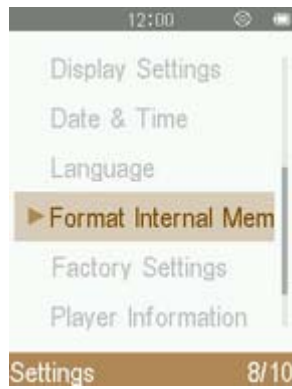 12:00
Display Settings
Date & Time
Language
Format Internal Mem
Factory Settings
Player Information
Settings 8/10